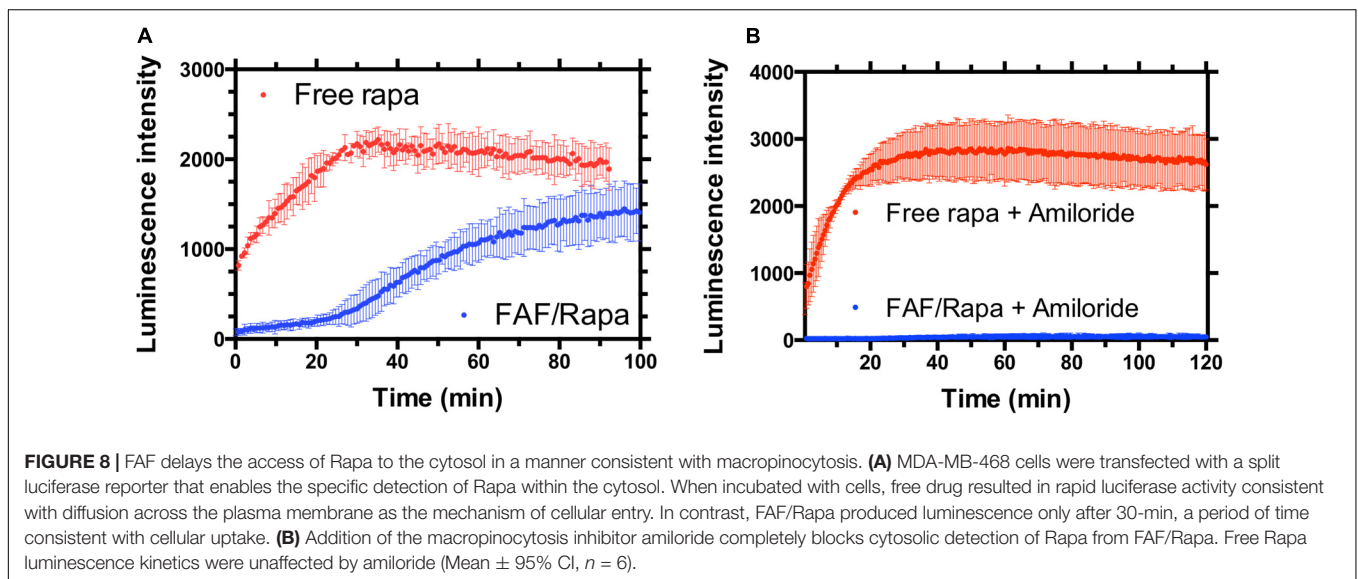 A
Luminescence intensity
3000
2000
1000
0
Free rapa
FAF/Rapa
0 20 40 60 80 100
Time (min)
B
Luminescence intensity
4000
3000
2000
1000
0
Free rapa + Amiloride
FAF/Rapa + Amiloride
20 40 60 80 100 120
Time (min)
FIGURE 8 | FAF delays the access of Rapa to the cytosol in a manner consistent with macropinocytosis. (A) MDA-MB-468 cells were transfected with a split
luciferase reporter that enables the specific detection of Rapa within the cytosol. When incubated with cells, free drug resulted in rapid luciferase activity consistent
with diffusion across the plasma membrane as the mechanism of cellular entry. In contrast, FAF/Rapa produced luminescence only after 30-min, a period of time
consistent with cellular uptake. (B) Addition of the macropinocytosis inhibitor amiloride completely blocks cytosolic detection of Rapa from FAF/Rapa. Free Rapa
luminescence kinetics were unaffected by amiloride (Mean ± 95% CI, n = 6).